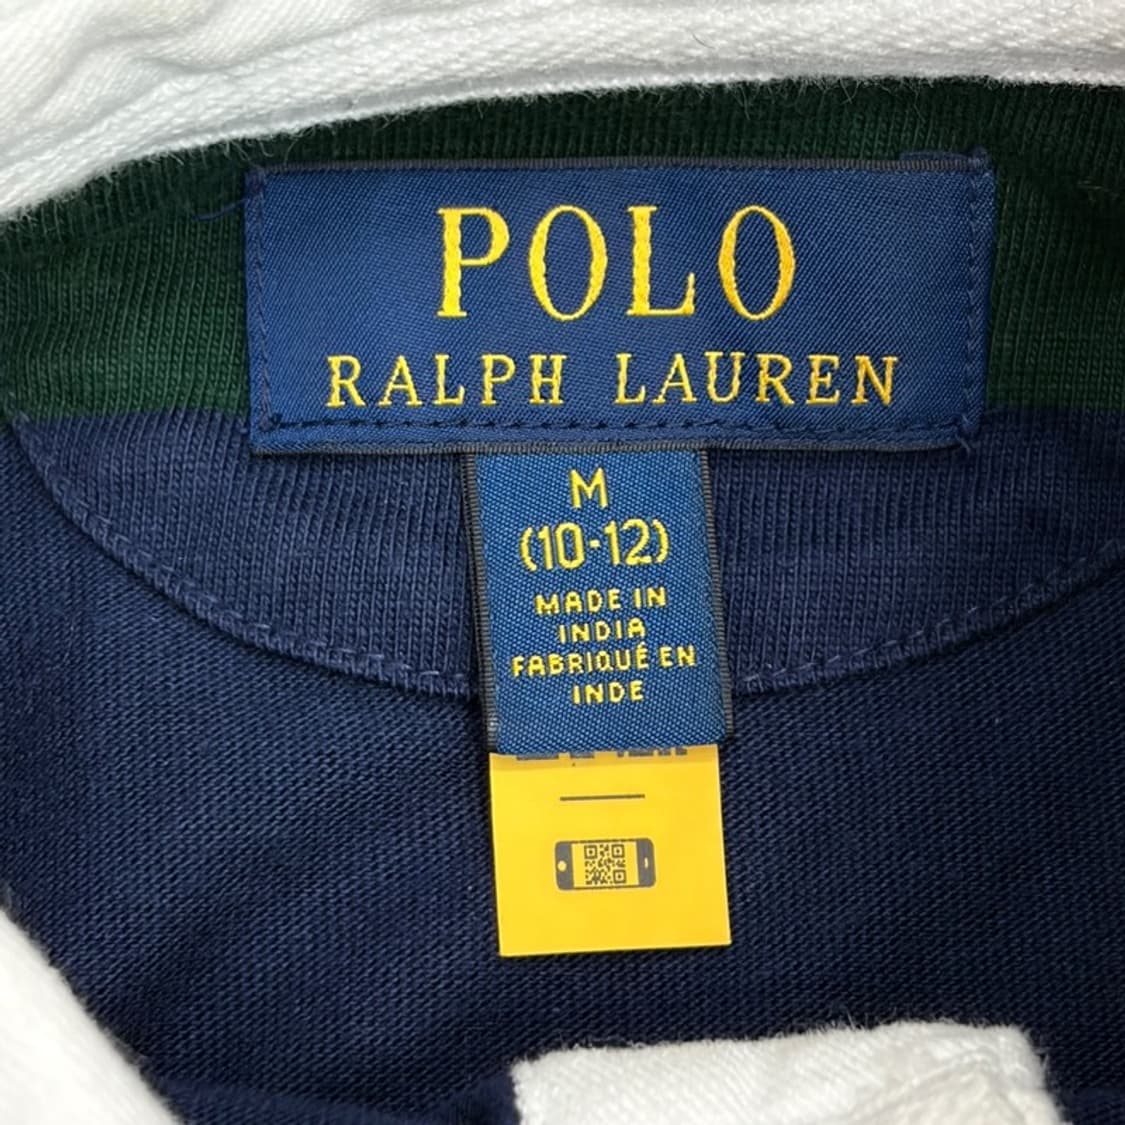 POLO
RALPH LAUREN
M
(10-12)
MADE IN
INDIA
FABRIQUÉ EN
INDE